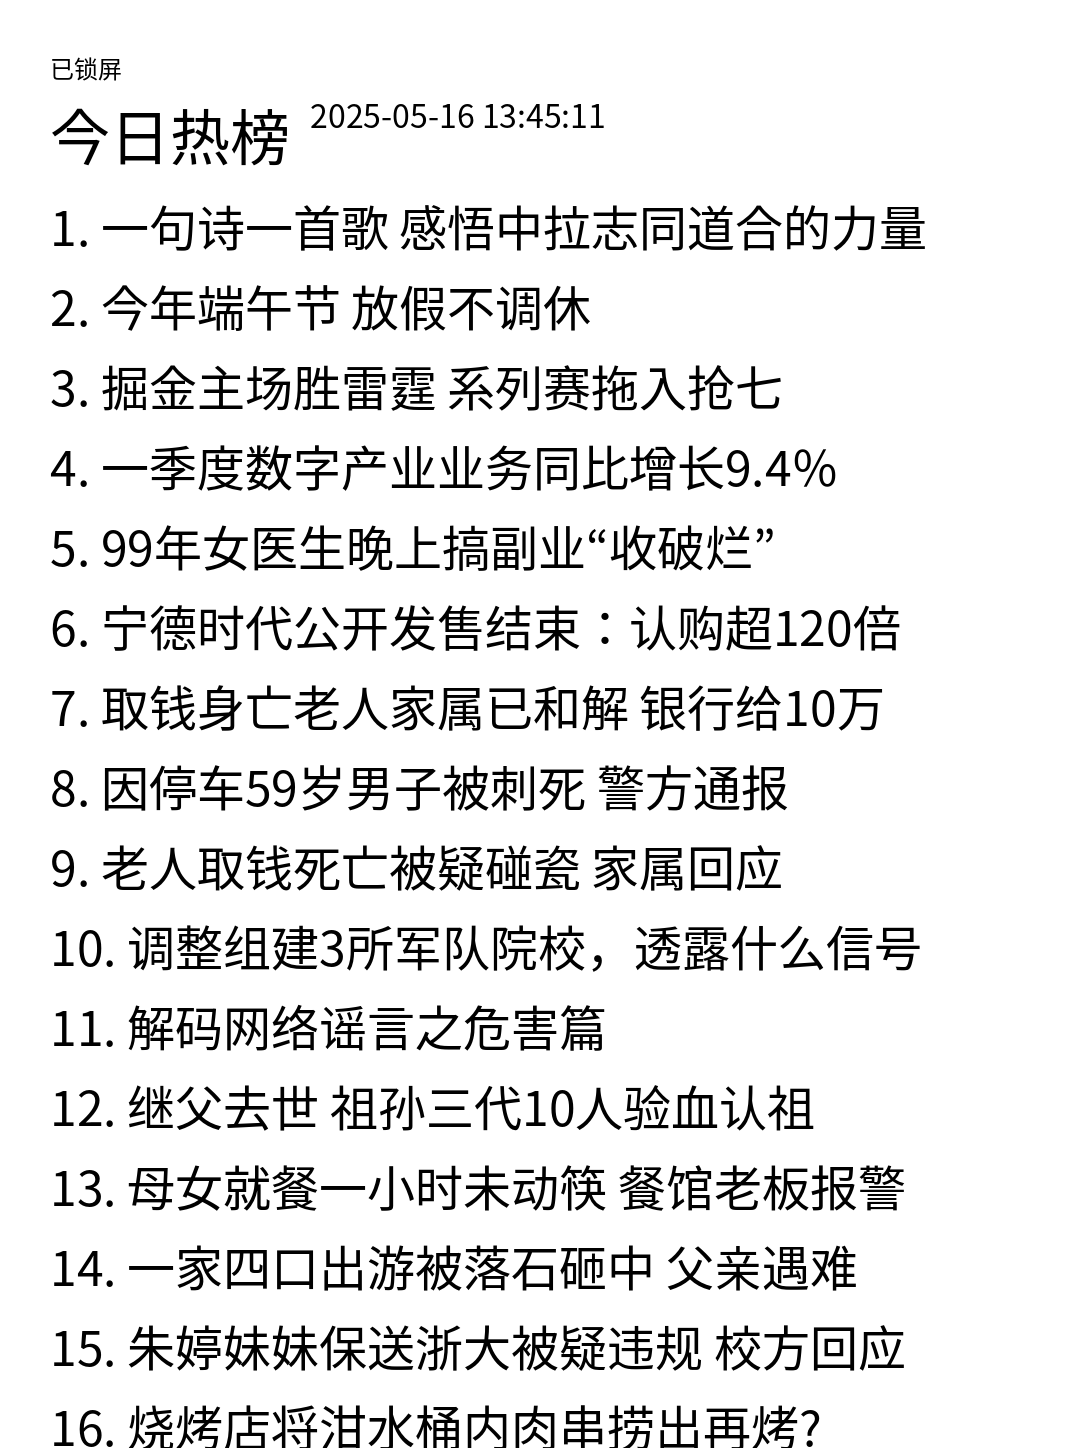 已锁屏
今日热榜 2025-05-16 13:45:11
1. 一句诗一首歌 感悟中拉志同道合的力量
2. 今年端午节 放假不调休
3. 掘金主场胜雷霆 系列赛拖入抢七
4. 一季度数字产业业务同比增长9.4%
5. 99年女医生晚上搞副业“收破烂”
6. 宁德时代公开发售结束：认购超120倍
7. 取钱身亡老人家属已和解 银行给10万
8. 因停车59岁男子被刺死 警方通报
9. 老人取钱死亡被疑碰瓷 家属回应
10. 调整组建3所军队院校，透露什么信号
11. 解码网络谣言之危害篇
12. 继父去世 祖孙三代10人验血认祖
13. 母女就餐一小时未动筷 餐馆老板报警
14. 一家四口出游被落石砸中 父亲遇难
15. 朱婷妹妹保送浙大被疑违规 校方回应
16. 烧烤店将泔水桶内肉串捞出再烤?